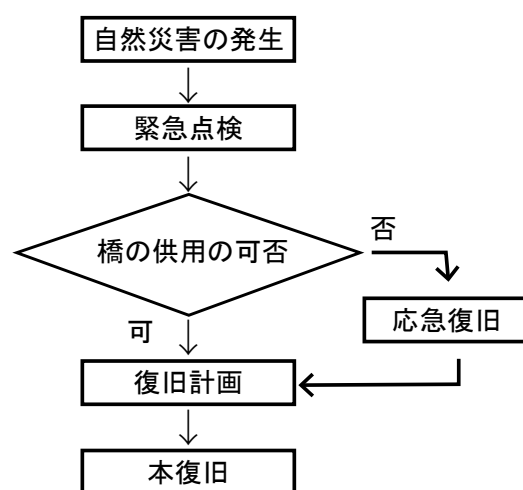 自然災害の発生
緊急点検
橋の供用の可否
否
可
応急復旧
復旧計画
本復旧